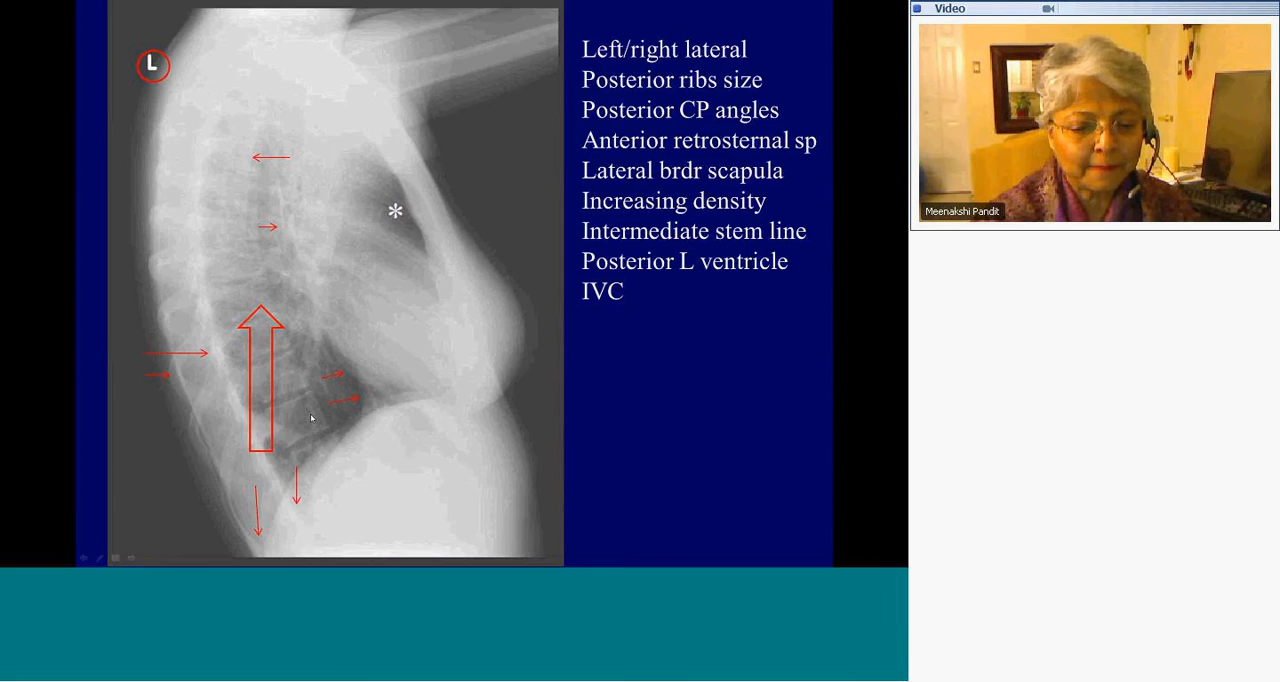 L
*
Left/right lateral
Posterior ribs size
Posterior CP angles
Anterior retrosternal sp
Lateral brdr scapula
Increasing density
Intermediate stem line
Posterior L ventricle
IVC
Video
Meenakshi Pandit